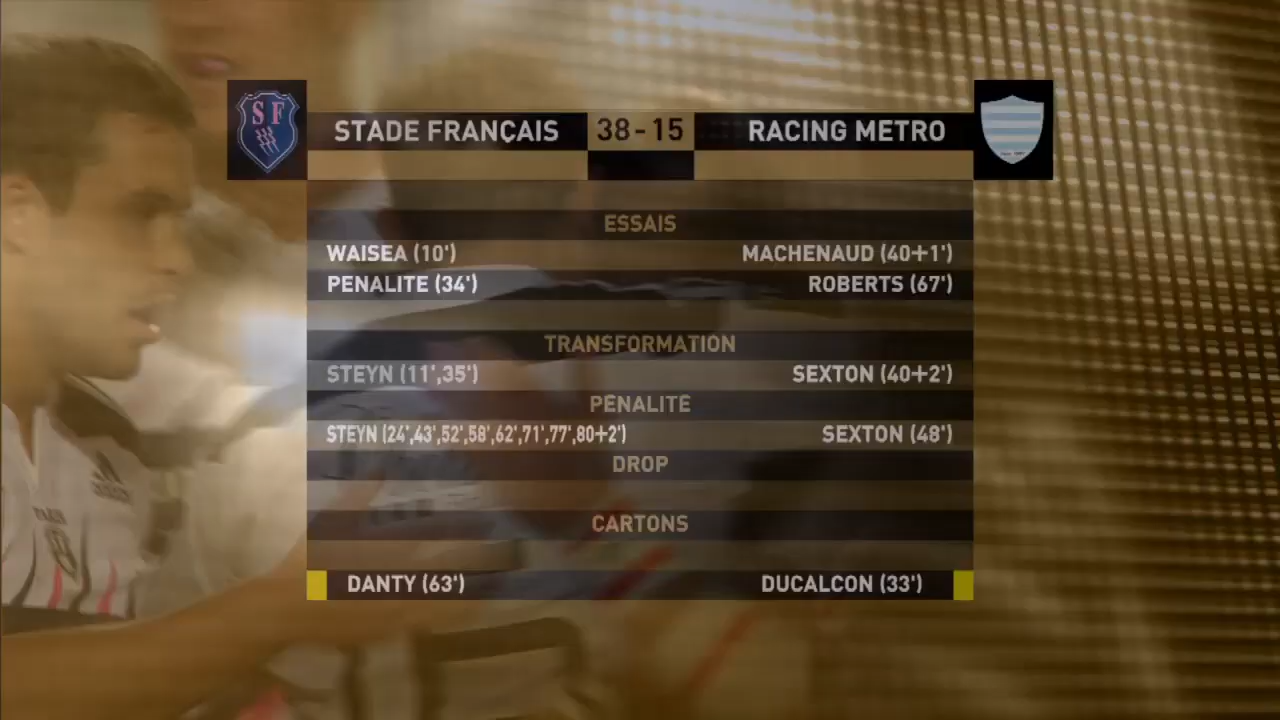 SF
STADE FRANÇAIS 38-15 RACING METRO
ESSAIS
WAISEA (10') MACHENAUD (40+1')
PENALITE (34') ROBERTS (67')
TRANSFORMATION
STEYN (11',35') SEXTON (40+2')
PENALITÉ
STEYN (24',43',52',58',62',71',77',80+2') SEXTON (48')
DROP
CARTONS
DANTY (63') DUCALCON (33')
adidas